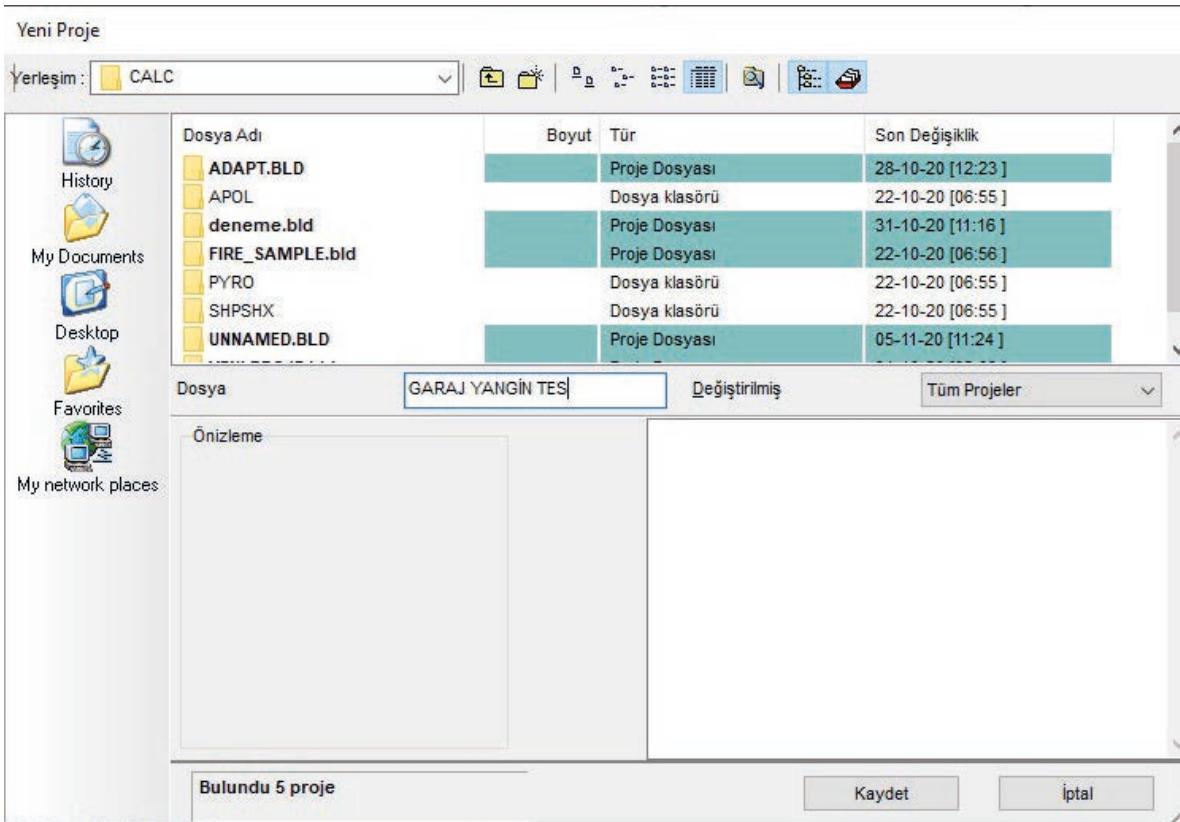 Yeni Proje
Yerleşim : CALC
Dosya Adı Boyut Tür Son Değişiklik
ADAPT.BLD Proje Dosyası 28-10-20 [12:23 ]
APOL Dosya klasörü 22-10-20 [06:55 ]
deneme.bld Proje Dosyası 31-10-20 [11:16 ]
FIRE_SAMPLE.bld Proje Dosyası 22-10-20 [06:56 ]
PYRO Dosya klasörü 22-10-20 [06:55 ]
SHPSHX Dosya klasörü 22-10-20 [06:55 ]
UNNAMED.BLD Proje Dosyası 05-11-20 [11:24 ]
History
My Documents
Desktop
Favorites
My network places
Dosya GARAJ YANGİN TES Değiştirilmiş Tüm Projeler
Önizleme
Bulundu 5 proje Kaydet İptal